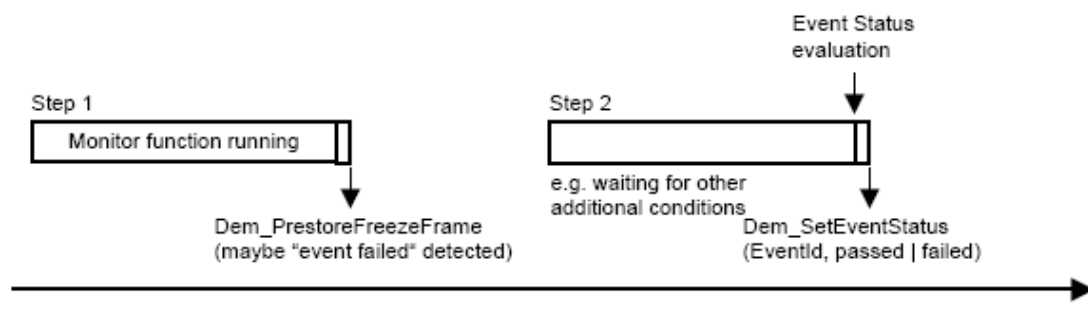 Event Status
evaluation
Step 1
Monitor function running
Dem_PrestoreFreezeFrame
(maybe "event failed" detected)
Step 2
e.g. waiting for other
additional conditions
Dem_SetEventStatus
(EventId, passed | failed)